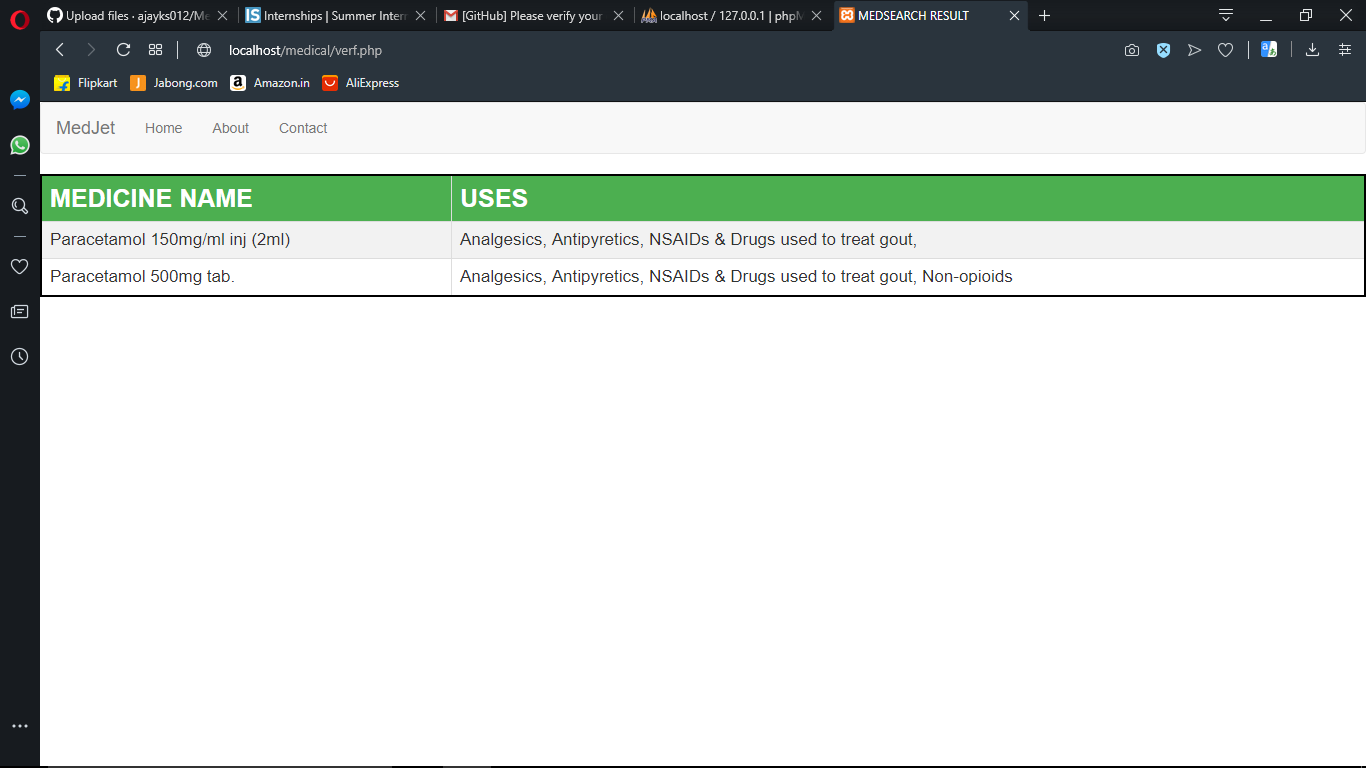 Upload files · ajayks012/Me
Internships | Summer Intern
[GitHub] Please verify your
localhost / 127.0.0.1 | phpM
MEDSEARCH RESULT
localhost/medical/verf.php
Flipkart Jabong.com Amazon.in AliExpress
MedJet Home About Contact
MEDICINE NAME USES
Paracetamol 150mg/ml inj (2ml) Analgesics, Antipyretics, NSAIDs & Drugs used to treat gout,
Paracetamol 500mg tab. Analgesics, Antipyretics, NSAIDs & Drugs used to treat gout, Non-opioids